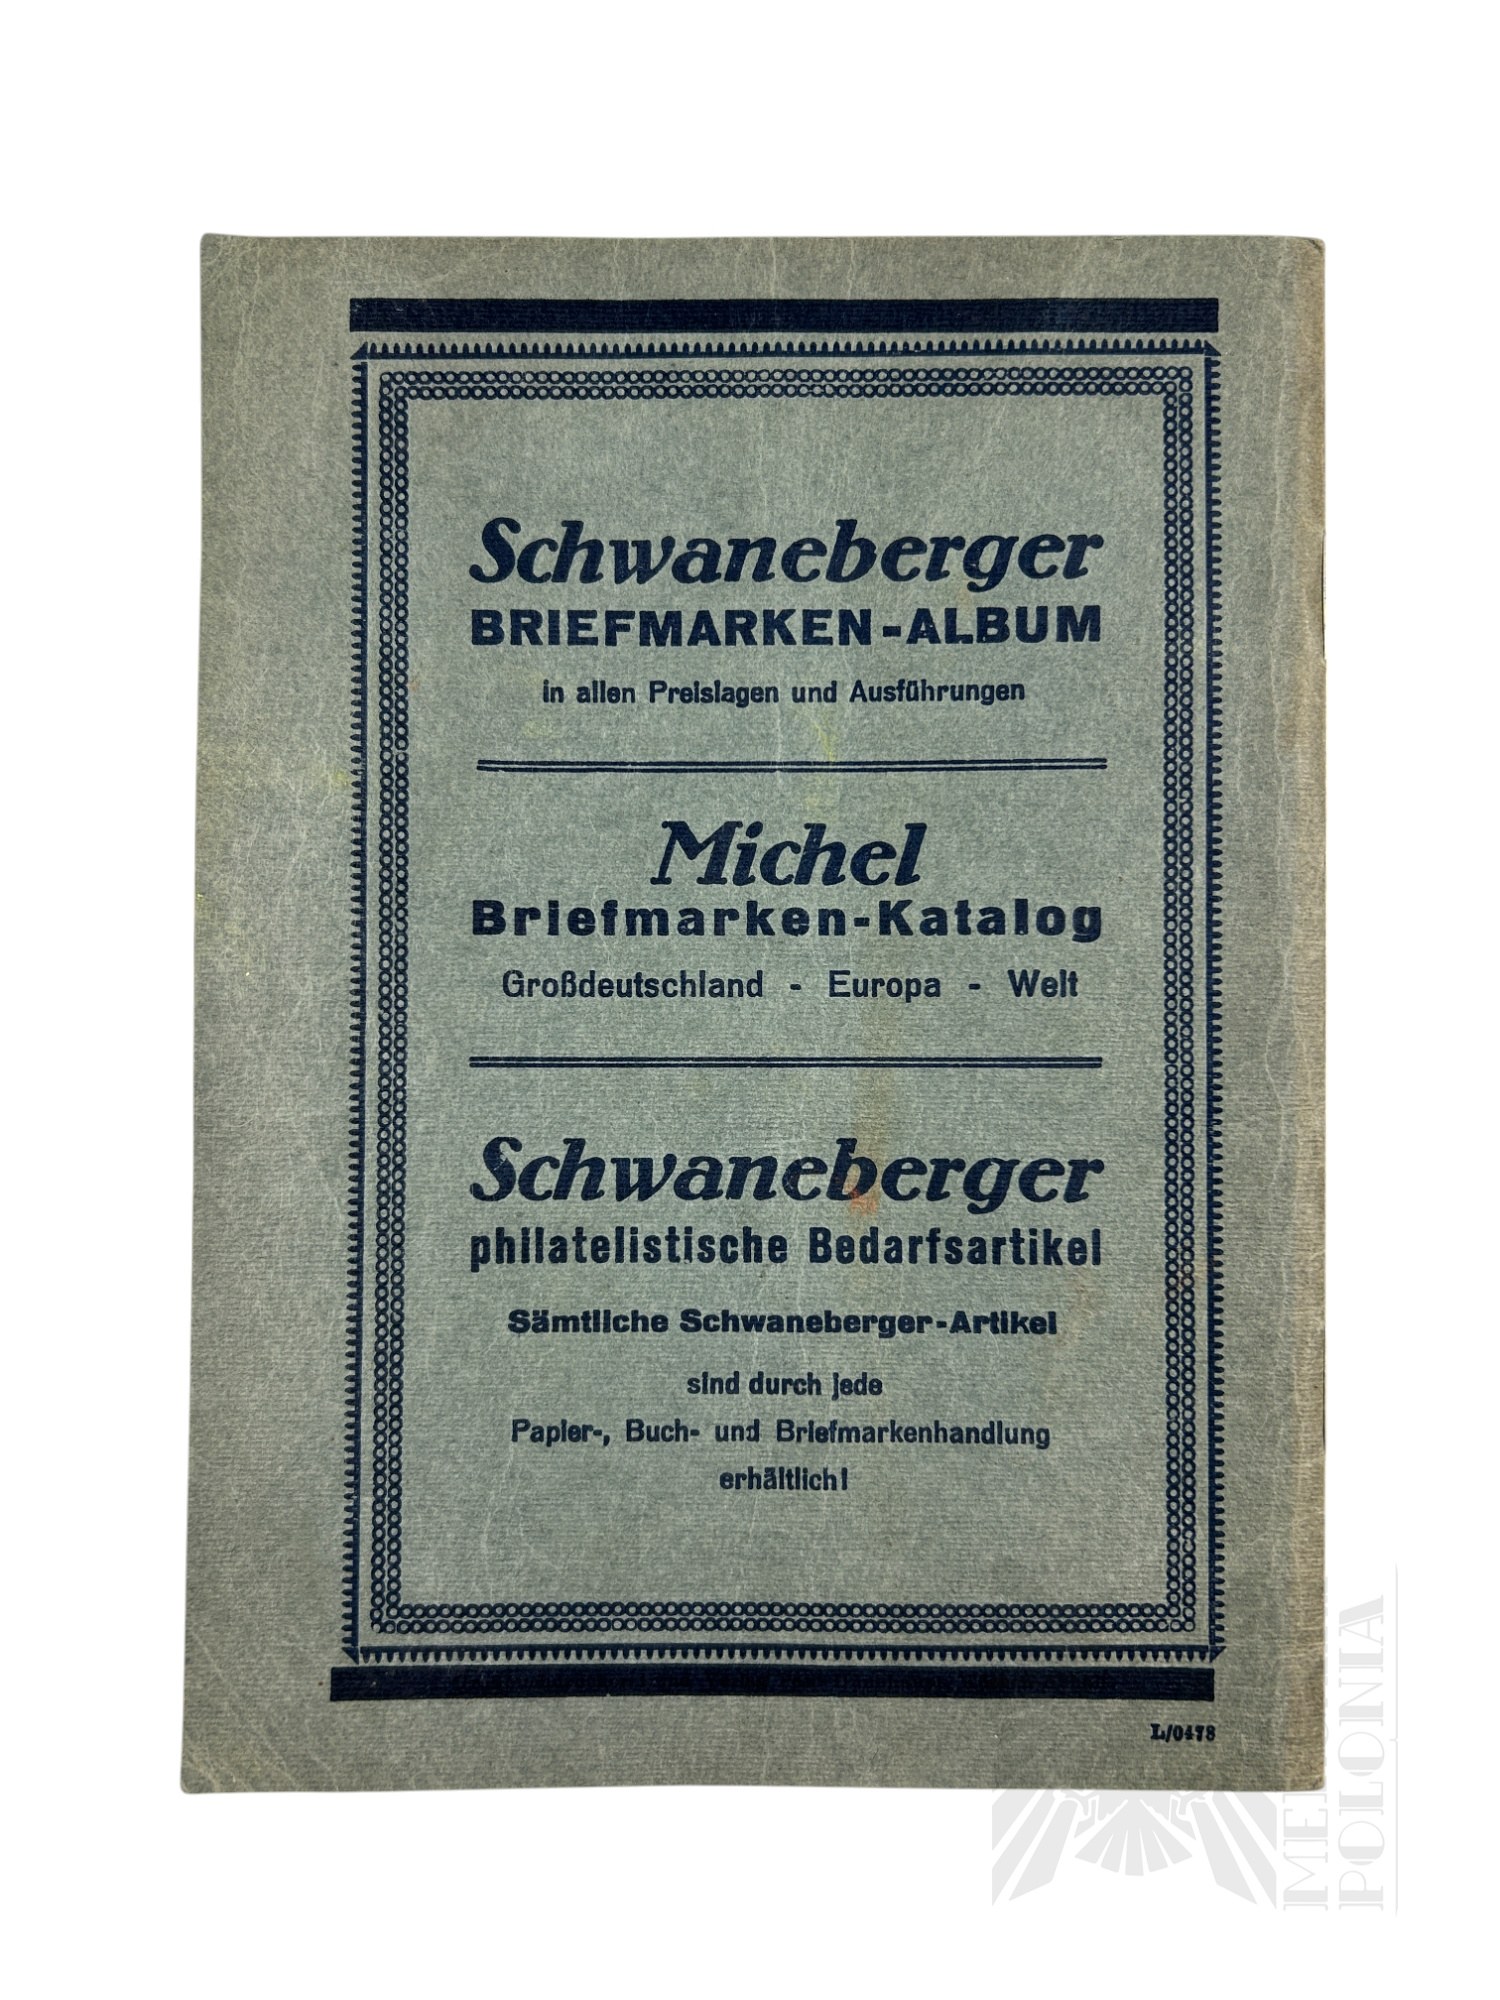 Schwaneberger
BRIEFMARKEN-ALBUM
in allen Preislagen und Ausführungen
Michel
Briefmarken-Katalog
Großdeutschland - Europa - Welt
Schwaneberger
philatelistische Bedarfsartikel
Sämtliche Schwaneberger-Artikel
sind durch jede
Papier-, Buch- und Briefmarkenhandlung
erhältlich!
L/0478
POLONIA